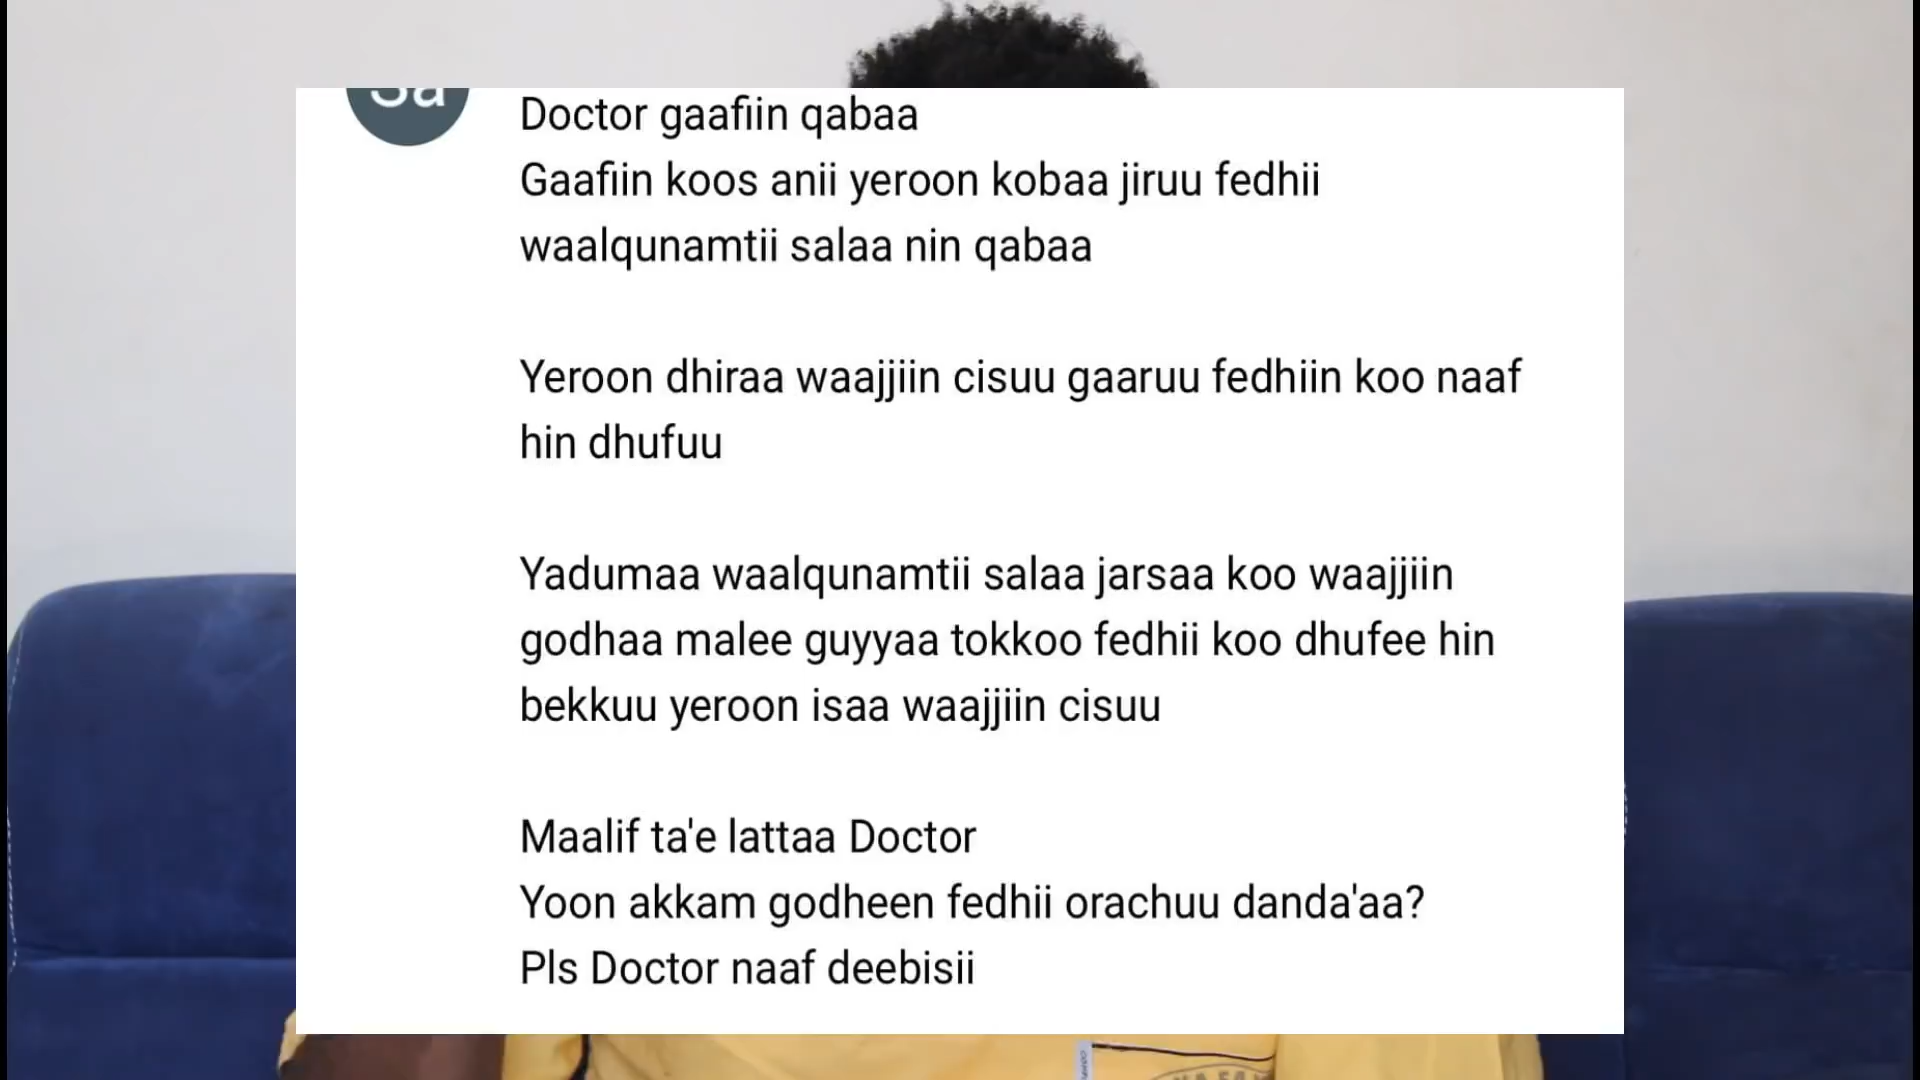 Doctor gaafiin qabaa
Gaafiin koos anii yeroon kobaa jiruu fedhii
waalqunamtii salaa nin qabaa
Yeroon dhiraa waajjiin cisuu gaaruu fedhiin koo naaf
hin dhufuu
Yadumaa waalqunamtii salaa jarsaa koo waajjiin
godhaa malee guyyaa tokkoo fedhii koo dhufee hin
bekkuu yeroon isaa waajjiin cisuu
Maalif ta'e lattaa Doctor
Yoon akkam godheen fedhii orachuu danda'aa?
Pls Doctor naaf deebisii